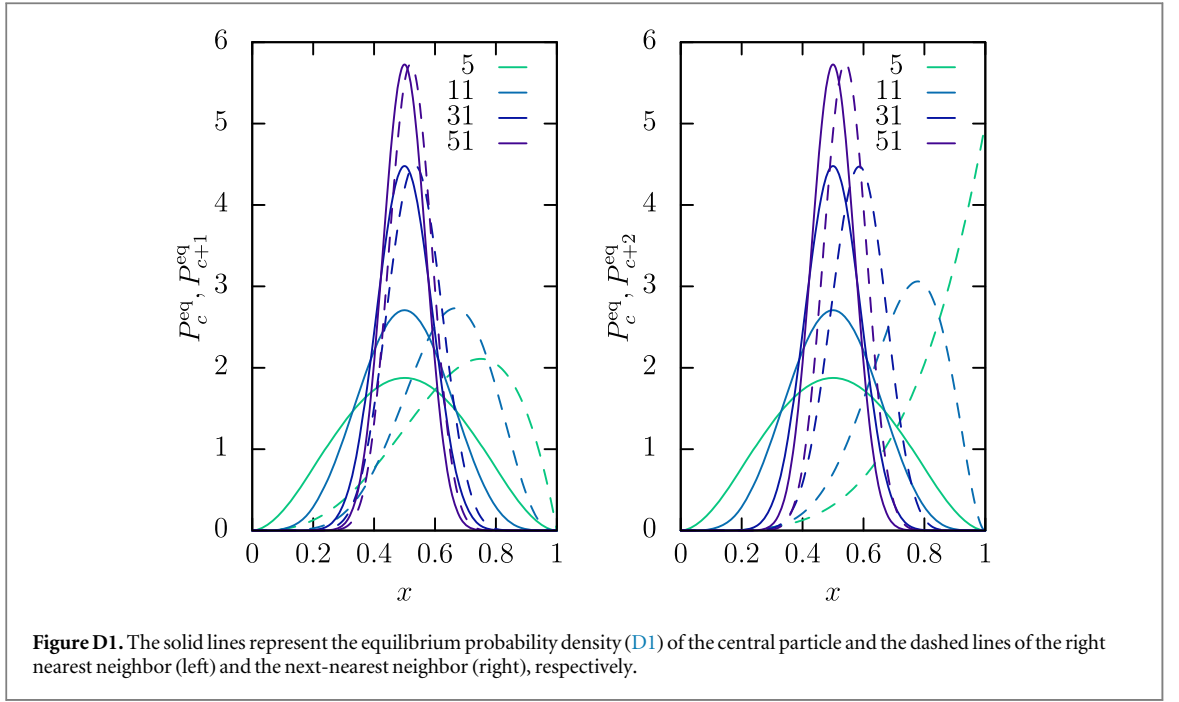 6
5
4
3
2
1
0
0 0.2 0.4 0.6 0.8 1
x
P_c^eq, P_{c+1}^eq
5
11
31
51
6
5
4
3
2
1
0
0 0.2 0.4 0.6 0.8 1
x
P_c^eq, P_{c+2}^eq
5
11
31
51
Figure D1. The solid lines represent the equilibrium probability density (D1) of the central particle and the dashed lines of the right
nearest neighbor (left) and the next-nearest neighbor (right), respectively.